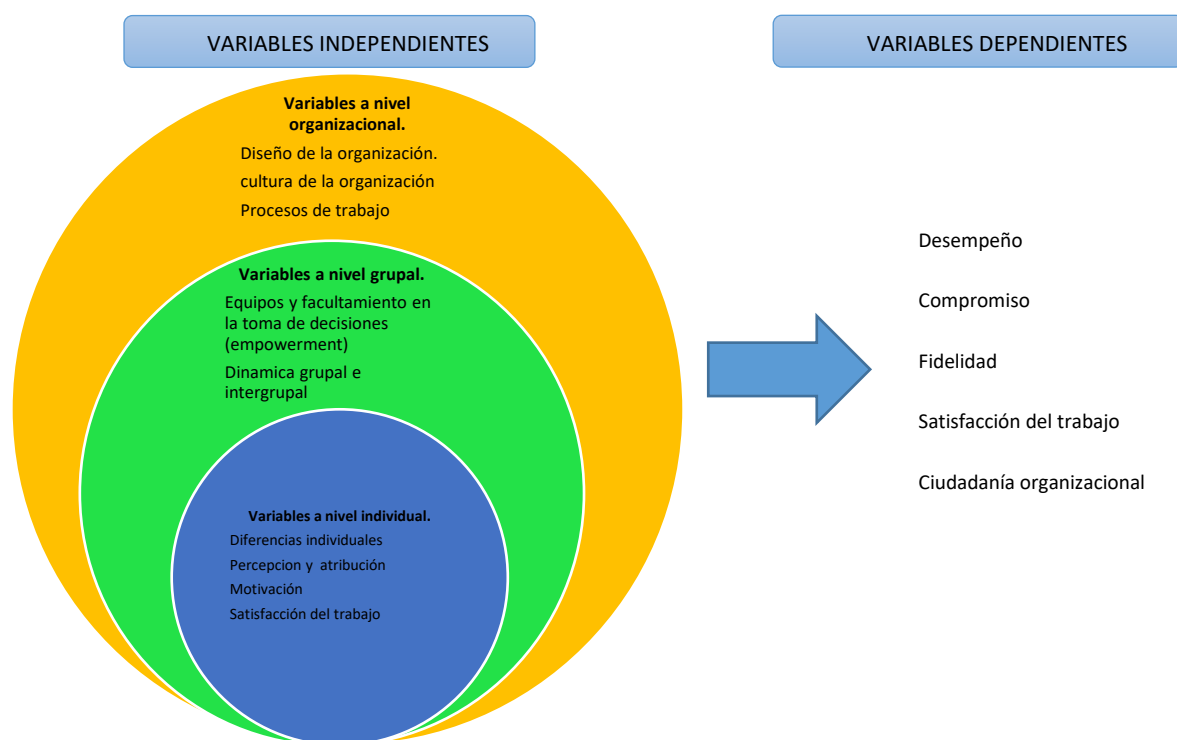 VARIABLES INDEPENDIENTES
VARIABLES DEPENDIENTES
Variables a nivel
organizacional.
Diseño de la organización.
cultura de la organización
Procesos de trabajo
Variables a nivel grupal.
Equipos y facultamiento en
la toma de decisiones
(empowerment)
Dinamica grupal e
intergrupal
Variables a nivel individual.
Diferencias individuales
Percepcion y atribución
Motivación
Satisfacción del trabajo
Desempeño
Compromiso
Fidelidad
Satisfacción del trabajo
Ciudadanía organizacional